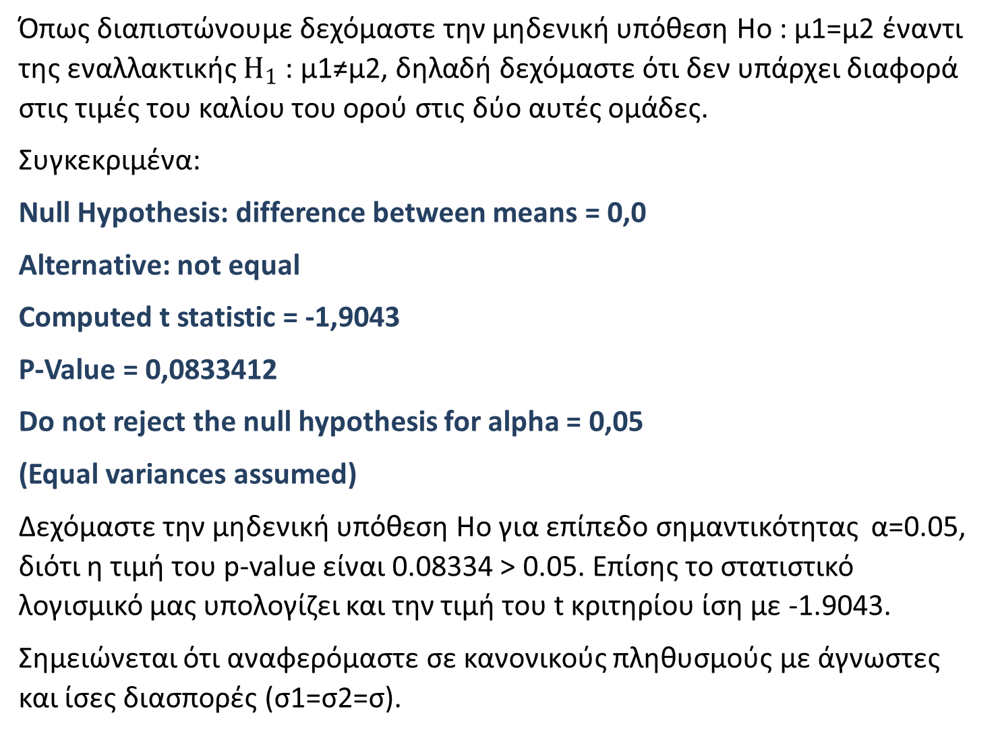 Όπως διαπιστώνουμε δεχόμαστε την μηδενική υπόθεση Ηο : μ1=μ2 έναντι
της εναλλακτικής H₁ : μ1≠μ2, δηλαδή δεχόμαστε ότι δεν υπάρχει διαφορά
στις τιμές του καλίου του ορού στις δύο αυτές ομάδες.
Συγκεκριμένα:
Null Hypothesis: difference between means = 0,0
Alternative: not equal
Computed t statistic = -1,9043
P-Value = 0,0833412
Do not reject the null hypothesis for alpha = 0,05
(Equal variances assumed)
Δεχόμαστε την μηδενική υπόθεση Ηο για επίπεδο σημαντικότητας α=0.05,
διότι η τιμή του p-value είναι 0.08334 > 0.05. Επίσης το στατιστικό
λογισμικό μας υπολογίζει και την τιμή του t κριτηρίου ίση με -1.9043.
Σημειώνεται ότι αναφερόμαστε σε κανονικούς πληθυσμούς με άγνωστες
και ίσες διασπορές (σ1=σ2=σ).